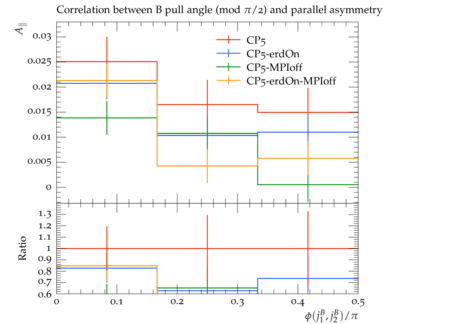 Correlation between B pull angle (mod π/2) and parallel asymmetry
A∥
0.03
0.025
0.02
0.015
0.01
0.005
0
CP5
CP5-erdOn
CP5-MPIoff
CP5-erdOn-MPIoff
Ratio
1.3
1.2
1.1
1
0.9
0.8
0.7
0.6
0 0.1 0.2 0.3 0.4 0.5
ϕ(j₁ᴮ, j₂ᴮ)/π